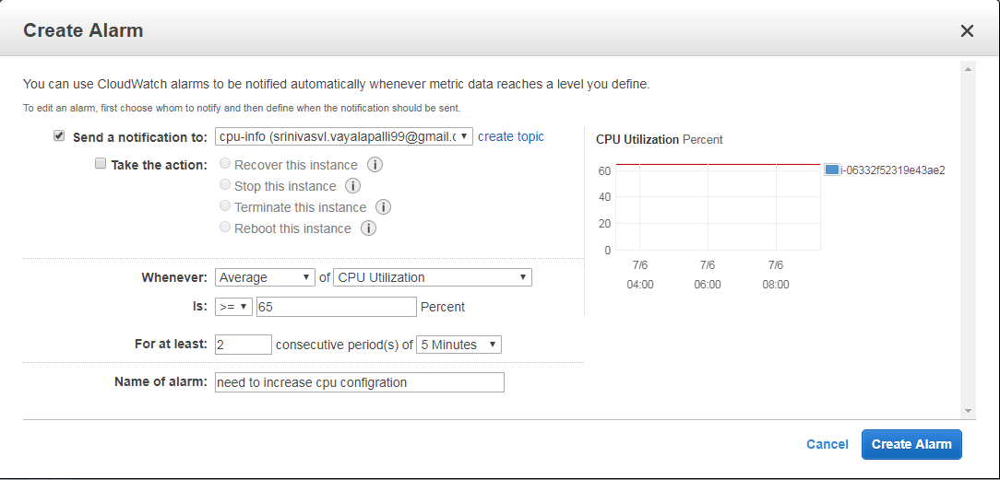 Create Alarm
You can use CloudWatch alarms to be notified automatically whenever metric data reaches a level you define.
To edit an alarm, first choose whom to notify and then define when the notification should be sent.
Send a notification to: cpu-info (srinivasvl.vayalapalli99@gmail.c create topic
Take the action: Recover this instance i
Stop this instance i
Terminate this instance i
Reboot this instance i
Whenever: Average of CPU Utilization
Is: >= 65 Percent
For at least: 2 consecutive period(s) of 5 Minutes
Name of alarm: need to increase cpu configration
CPU Utilization Percent
60
40
20
0
7/6 7/6 7/6
04:00 06:00 08:00
i-06332f52319e43ae2
Cancel Create Alarm